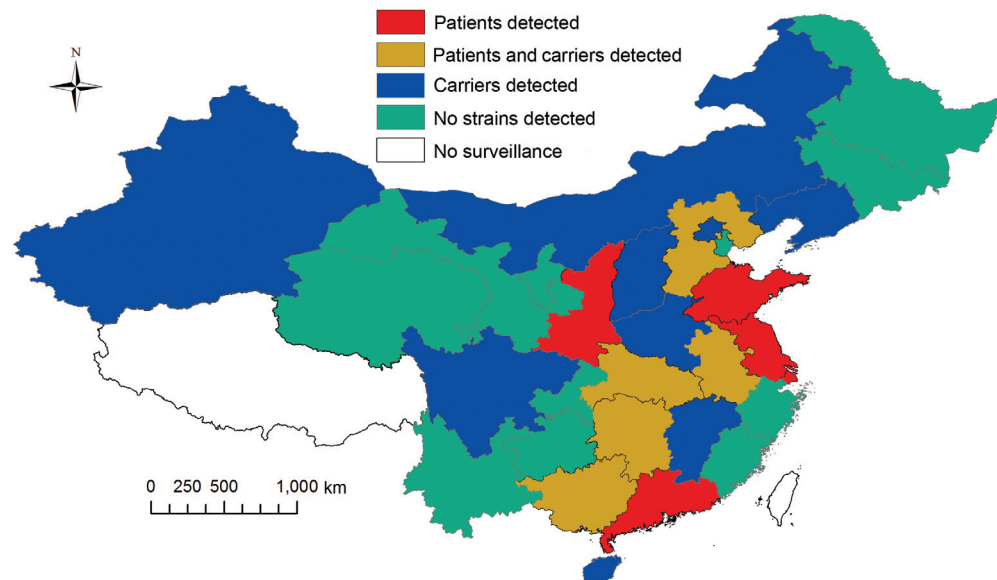 N
Patients detected
Patients and carriers detected
Carriers detected
No strains detected
No surveillance
0 250 500 1,000 km